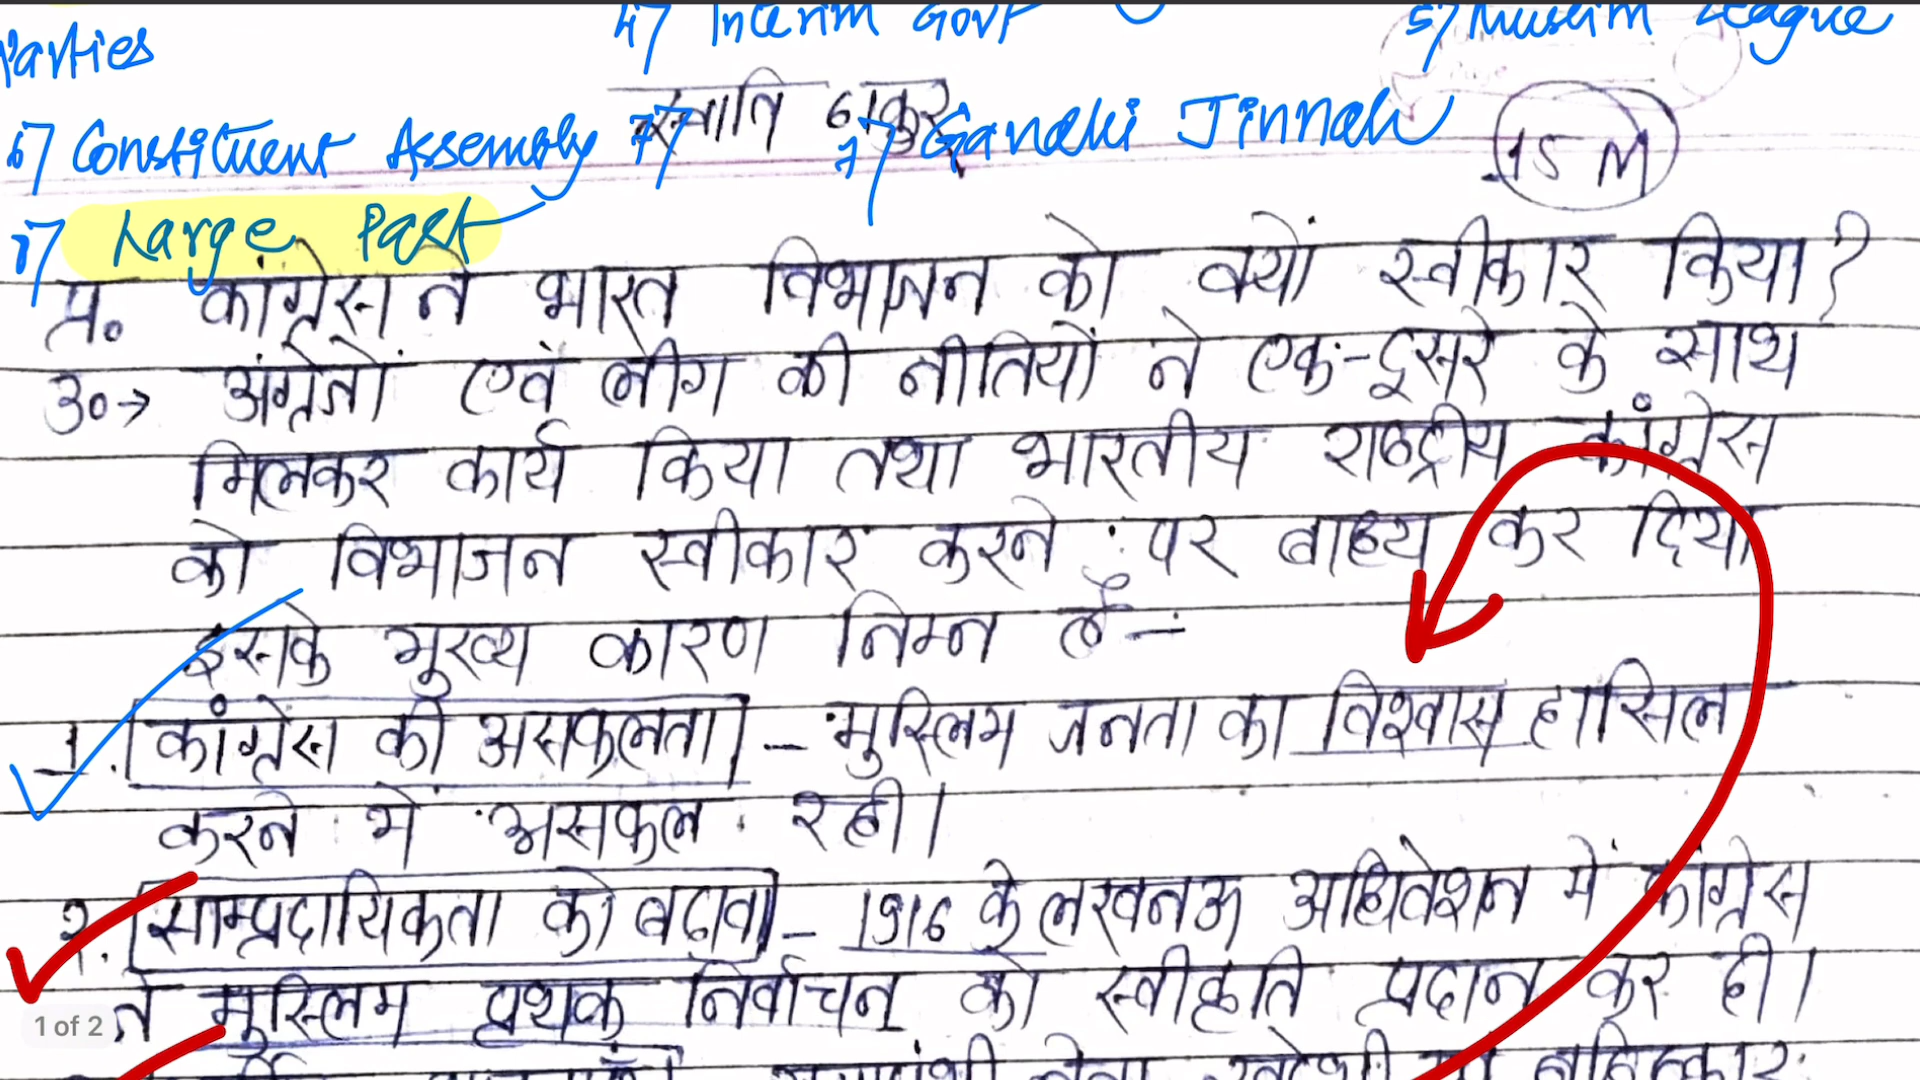 4) Interim Govt 5) Muslim League
Parties
स्वाति ठाकुर
6) Constituent Assembly 7) 7) Gandhi Jinnah
15 M
8) Large Part
प्र. कांग्रेस ने भारत विभाजन को क्यों स्वीकार किया?
उ०→ अंग्रेजों एवं लीग की नीतियों ने एक-दूसरे के साथ
मिलकर कार्य किया तथा भारतीय राष्ट्रीय कांग्रेस
को विभाजन स्वीकार करने पर बाह्य कर दिया
इसके मुख्य कारण निम्न है -
1. कांग्रेस की असफलता - मुस्लिम जनता का विश्वास हासिल
करने में असफल रही।
2. साम्प्रदायिकता को बढ़ावा - 1916 के लखनऊ अधिवेशन में कांग्रेस
ने मुस्लिम पृथक निर्वाचन को स्वीकृति प्रदान कर दी।
1 of 2